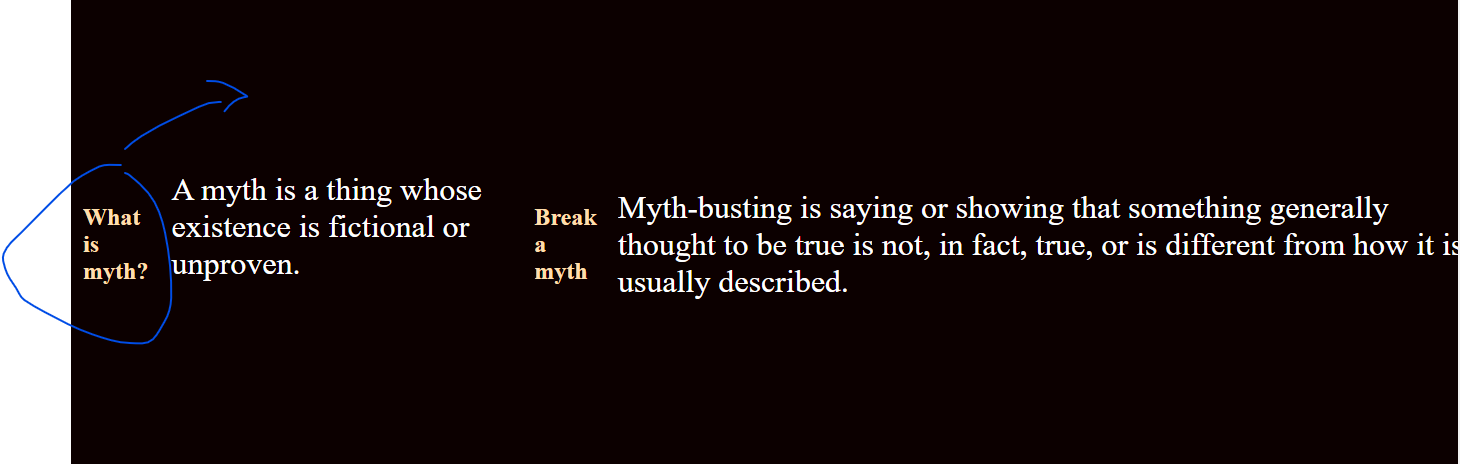 What
is
myth?
A myth is a thing whose
existence is fictional or
unproven.
Break
a
myth
Myth-busting is saying or showing that something generally
thought to be true is not, in fact, true, or is different from how it is
usually described.